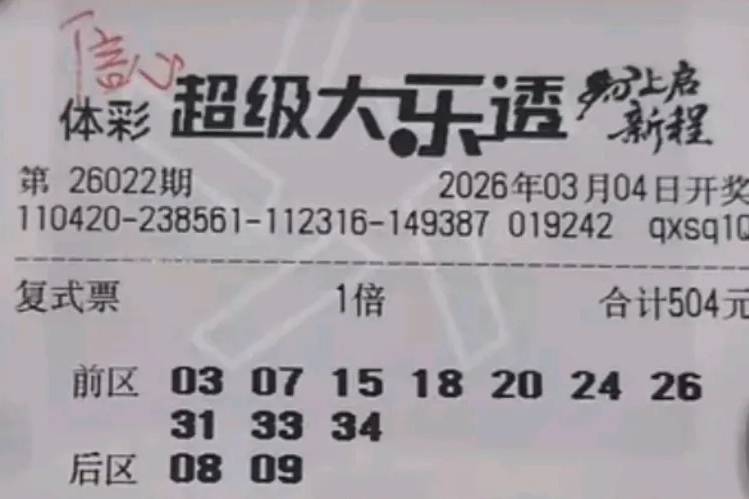 信心
体彩 超级大乐透 上启
新程
第 26022期 2026年03月04日开奖
110420-238561-112316-149387 019242 qxsq1Q
复式票 1倍 合计504元
前区 03 07 15 18 20 24 26
31 33 34
后区 08 09